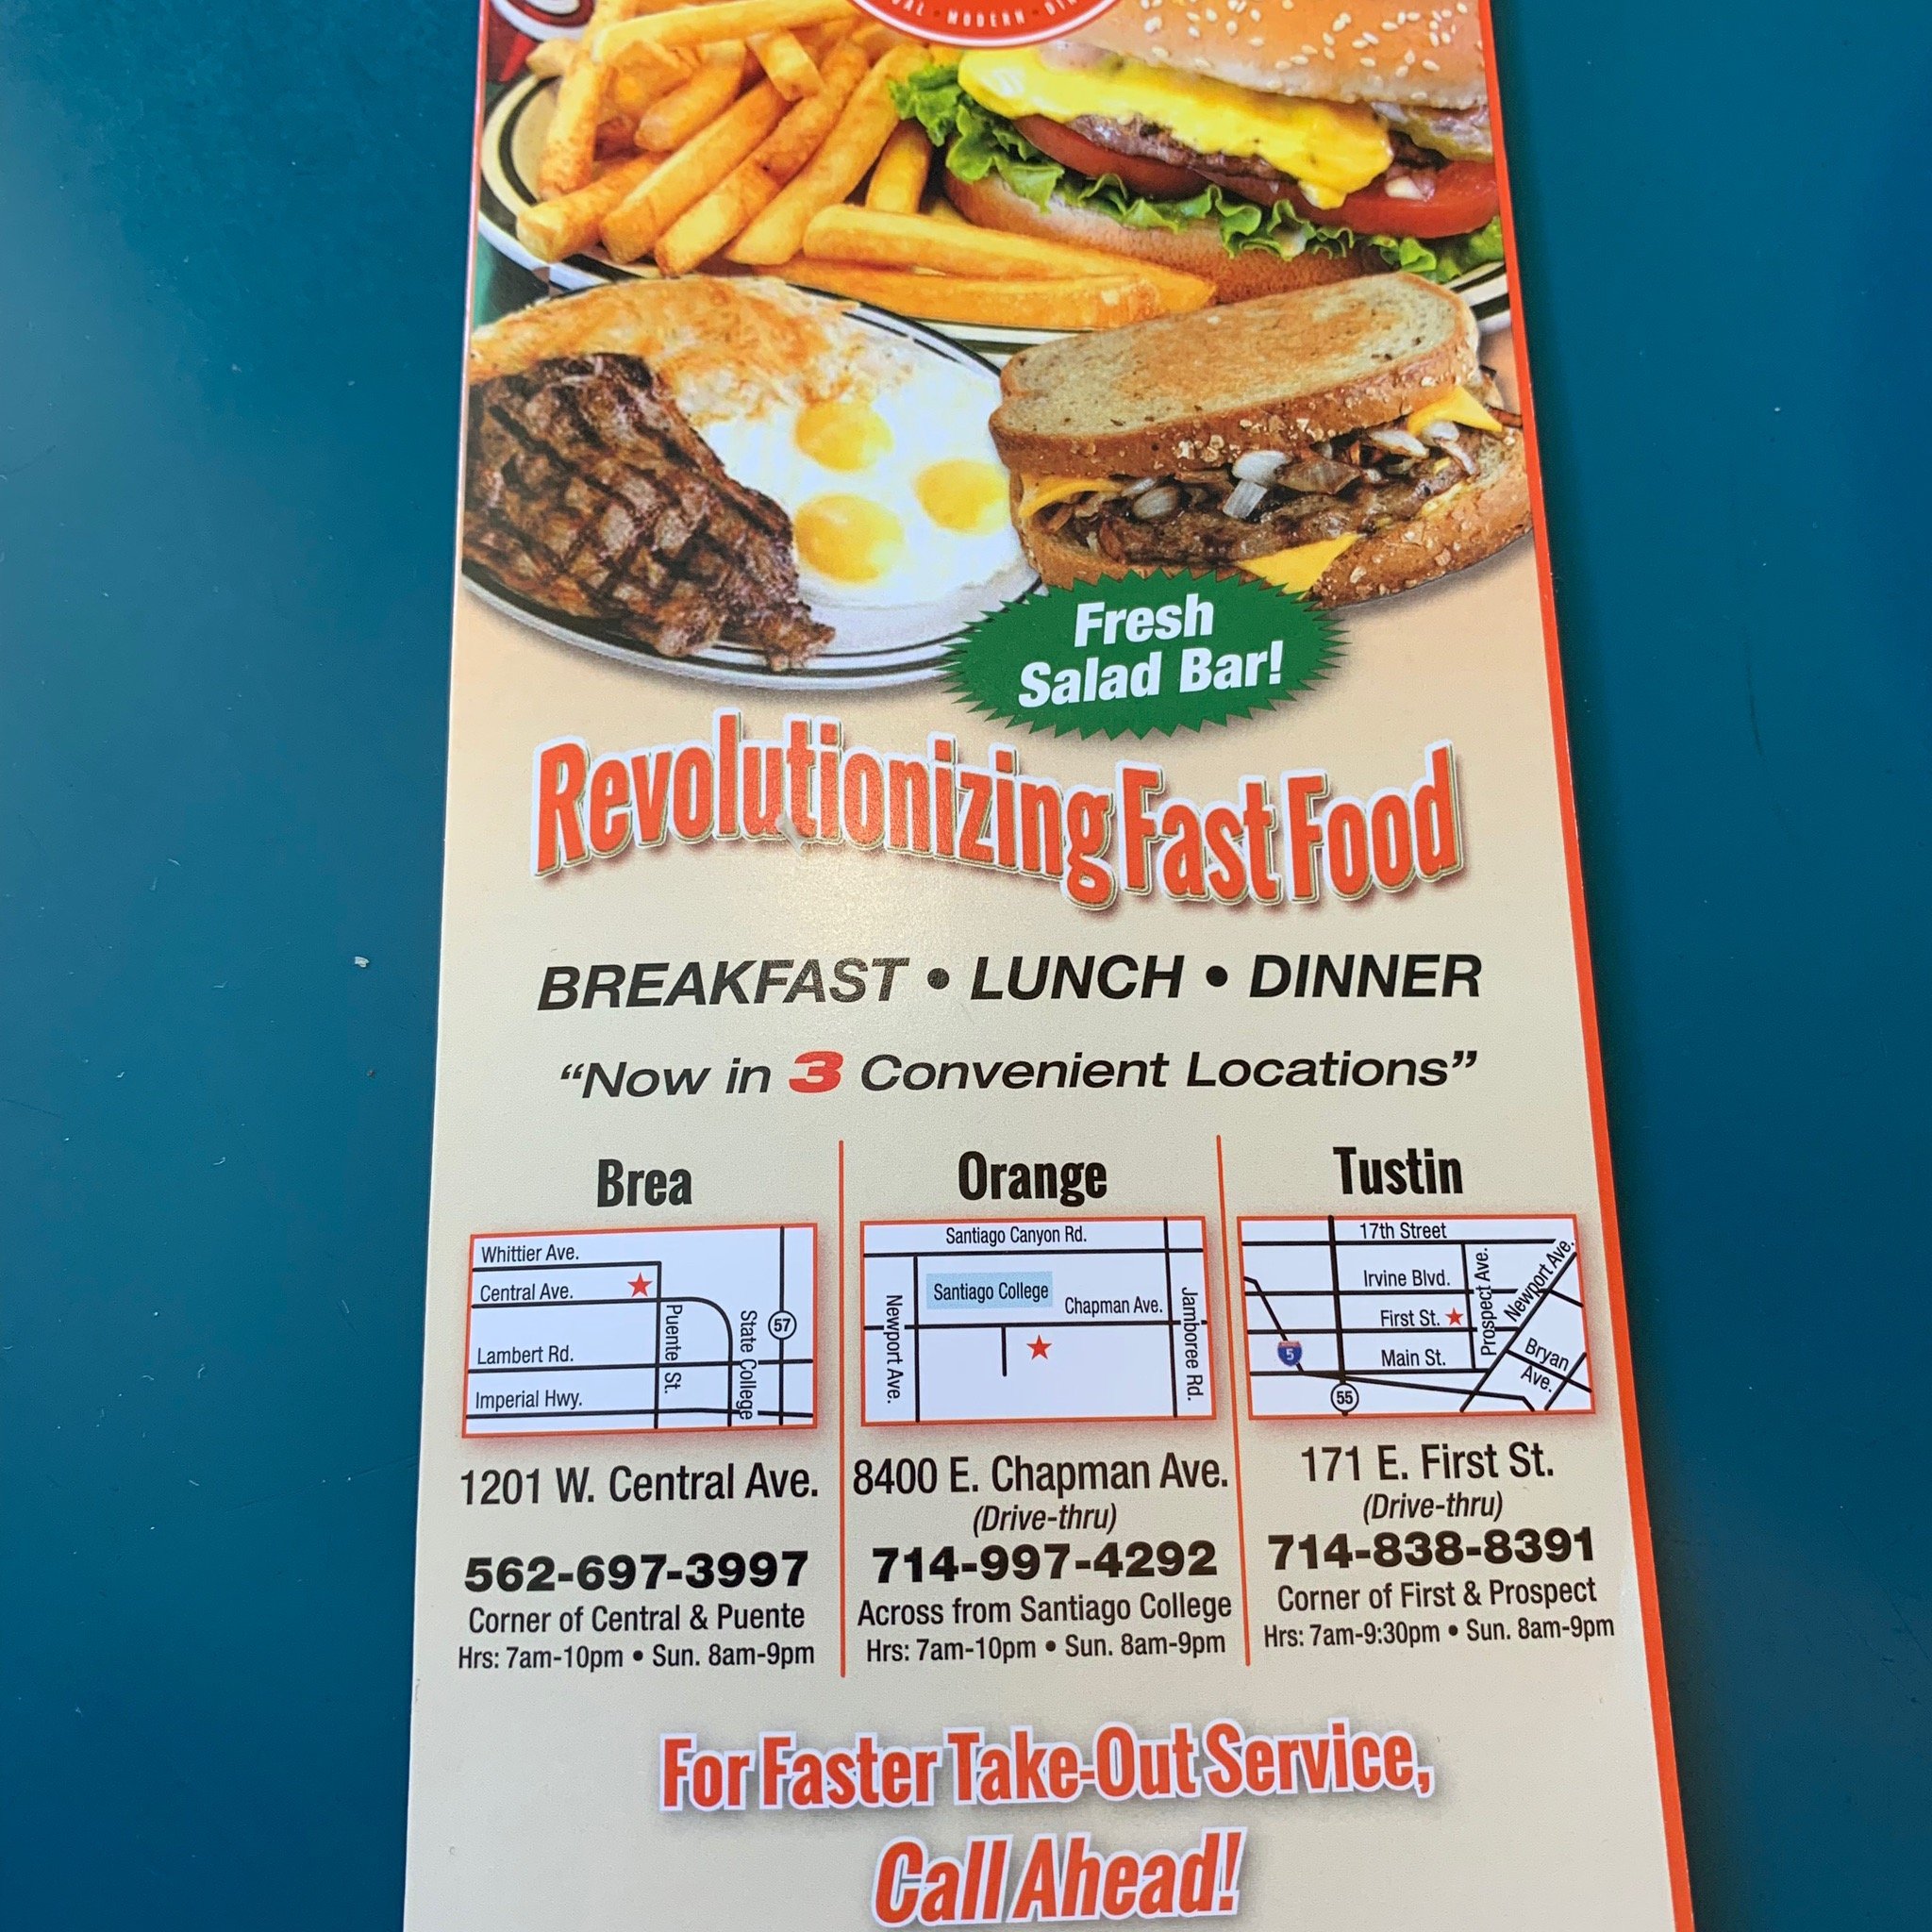 MODERN
Fresh
Salad Bar!
Revolutionizing Fast Food
BREAKFAST • LUNCH • DINNER
“Now in 3 Convenient Locations”
Brea
Whittier Ave.
Central Ave.
Lambert Rd.
Imperial Hwy.
Puente St.
State College
57
1201 W. Central Ave.
562-697-3997
Corner of Central & Puente
Hrs: 7am-10pm • Sun. 8am-9pm
Orange
Santiago Canyon Rd.
Santiago College
Chapman Ave.
Newport Ave.
Jamboree Rd.
8400 E. Chapman Ave.
(Drive-thru)
714-997-4292
Across from Santiago College
Hrs: 7am-10pm • Sun. 8am-9pm
Tustin
17th Street
Irvine Blvd.
First St.
Main St.
Prospect Ave.
Newport Ave.
Bryan
Ave.
5
55
171 E. First St.
(Drive-thru)
714-838-8391
Corner of First & Prospect
Hrs: 7am-9:30pm • Sun. 8am-9pm
For Faster Take-Out Service,
Call Ahead!